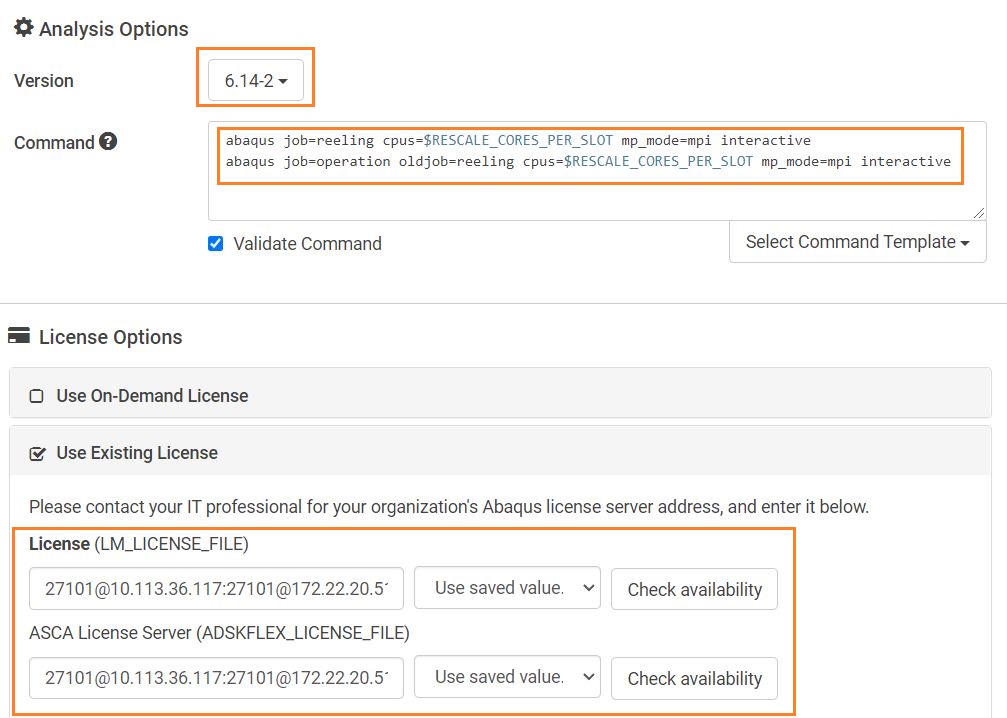 Analysis Options
Version
6.14-2
Command
abaqus job=reeling cpus=$RESCALE_CORES_PER_SLOT mp_mode=mpi interactive
abaqus job=operation oldjob=reeling cpus=$RESCALE_CORES_PER_SLOT mp_mode=mpi interactive
Validate Command
Select Command Template
License Options
Use On-Demand License
Use Existing License
Please contact your IT professional for your organization's Abaqus license server address, and enter it below.
License (LM_LICENSE_FILE)
27101@10.113.36.117:27101@172.22.20.5 Use saved value. Check availability
ASCA License Server (ADSKFLEX_LICENSE_FILE)
27101@10.113.36.117:27101@172.22.20.5 Use saved value. Check availability